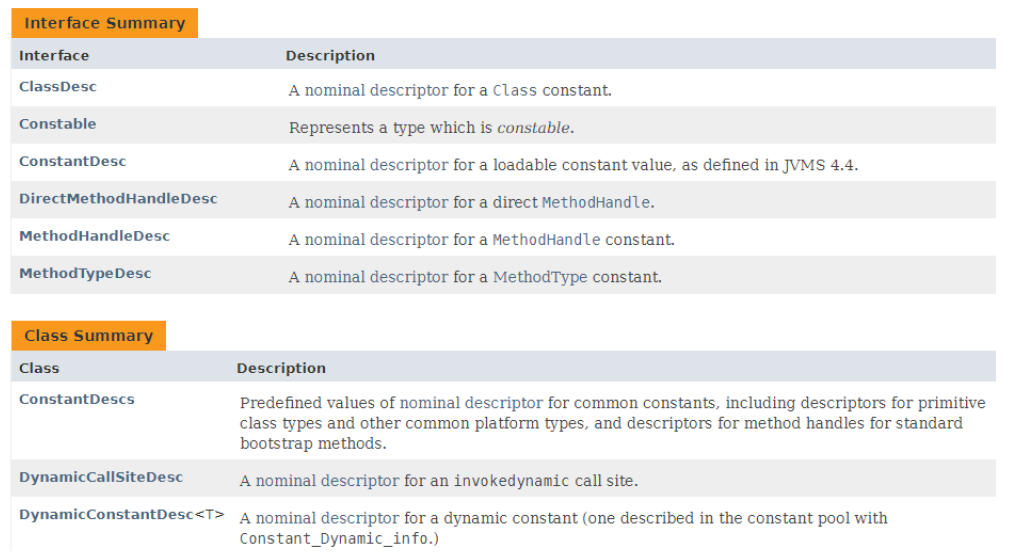 Interface Summary
Interface Description
ClassDesc A nominal descriptor for a Class constant.
Constable Represents a type which is constable.
ConstantDesc A nominal descriptor for a loadable constant value, as defined in JVMS 4.4.
DirectMethodHandleDesc A nominal descriptor for a direct MethodHandle.
MethodHandleDesc A nominal descriptor for a MethodHandle constant.
MethodTypeDesc A nominal descriptor for a MethodType constant.
Class Summary
Class Description
ConstantDescs Predefined values of nominal descriptor for common constants, including descriptors for primitive
class types and other common platform types, and descriptors for method handles for standard
bootstrap methods.
DynamicCallSiteDesc A nominal descriptor for an invokedynamic call site.
DynamicConstantDesc<T> A nominal descriptor for a dynamic constant (one described in the constant pool with
Constant_Dynamic_info.)